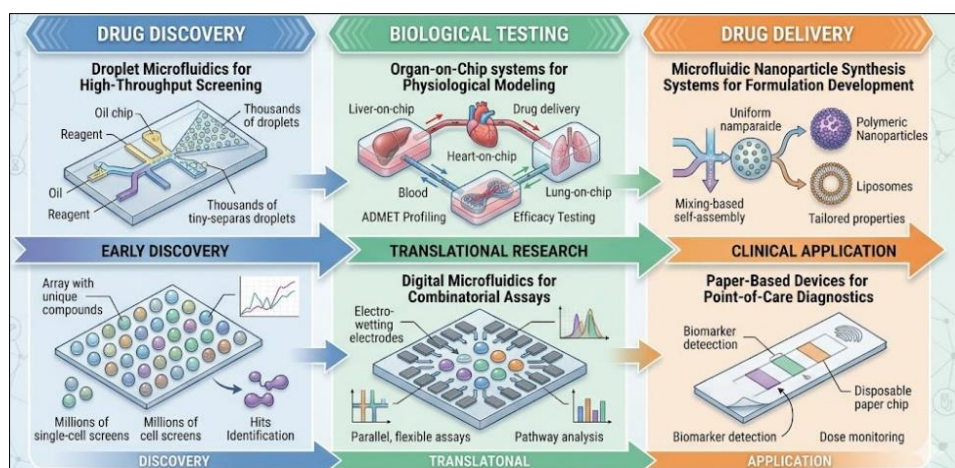 DRUG DISCOVERY
Droplet Microfluidics for
High-Throughput Screening
Oil chip
Reagent
Thousands
of droplets
Oil
Reagent
Thousands of
tiny-separas droplets
BIOLOGICAL TESTING
Organ-on-Chip systems for
Physiological Modeling
Liver-on-chip
Drug delivery
Heart-on-chip
Blood
Lung-on-chip
ADMET Profiling
Efficacy Testing
DRUG DELIVERY
Microfluidic Nanoparticle Synthesis
Systems for Formulation Development
Uniform
namparaide
Polymeric
Nanoparticles
Liposomes
Mixing-based
self-assembly
Tailored properties
EARLY DISCOVERY
TRANSLATIONAL RESEARCH
CLINICAL APPLICATION
Array with
unique
compounds
Millions of
single-cell screens
Millions of
cell screens
Hits
Identification
Digital Microfluidics for
Combinatorial Assays
Electro-
wetting
electrodes
Parallel, flexible assays
Pathway analysis
Paper-Based Devices for
Point-of-Care Diagnostics
Biomarker
detection
Disposable
paper chip
Biomarker detection
Dose monitoring
DISCOVERY
TRANSLATONAL
APPLICATION